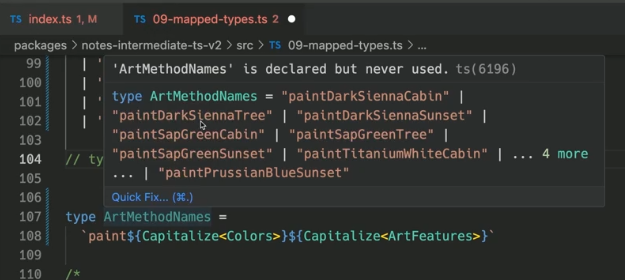 TS index.ts 1, M TS 09-mapped-types.ts 2
packages > notes-intermediate-ts-v2 > src > TS 09-mapped-types.ts > ...
99 | '
100 | '
101 | '
102 | '
103
104 // ty
105
106
107 type ArtMethodNames =
108 `paint${Capitalize<Colors>}${Capitalize<ArtFeatures>}`
109
110 /*
'ArtMethodNames' is declared but never used. ts(6196)
type ArtMethodNames = "paintDarkSiennaCabin" |
"paintDarkSiennaTree" | "paintDarkSiennaSunset" |
"paintSapGreenCabin" | "paintSapGreenTree" |
"paintSapGreenSunset" | "paintTitaniumWhiteCabin" | ... 4 more
... | "paintPrussianBlueSunset"
Quick Fix... (⌘.)